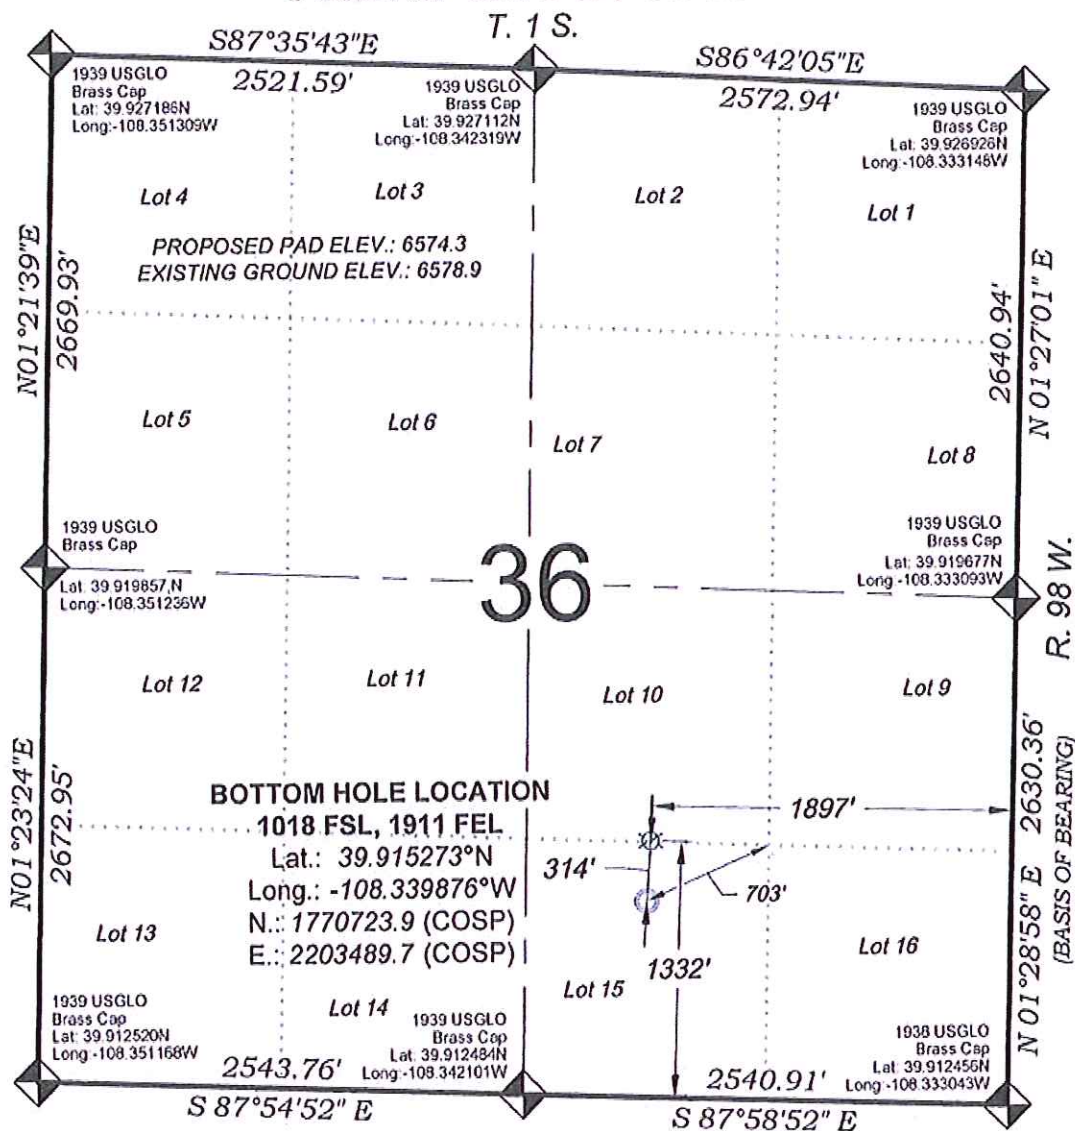 T. 1 S.
S87°35'43"E
2521.59'
S86°42'05"E
2572.94'
1939 USGLO
Brass Cap
Lat: 39.927186N
Long:-108.351309W
1939 USGLO
Brass Cap
Lat: 39.927112N
Long:-108.342319W
1939 USGLO
Brass Cap
Lat: 39.926926N
Long:-108.333148W
Lot 4
Lot 3
Lot 2
Lot 1
PROPOSED PAD ELEV.: 6574.3
EXISTING GROUND ELEV.: 6578.9
N01°21'39"E
2669.93'
2640.94'
N 01°27'01" E
Lot 5
Lot 6
Lot 7
Lot 8
1939 USGLO
Brass Cap
Lat: 39.919857,N
Long:-108.351236W
36
1939 USGLO
Brass Cap
Lat: 39.919677N
Long -108.333093W
R. 98 W.
Lot 12
Lot 11
Lot 10
Lot 9
N01°23'24"E
2672.95'
BOTTOM HOLE LOCATION
1018 FSL, 1911 FEL
Lat.: 39.915273°N
Long.: -108.339876°W
N.: 1770723.9 (COSP)
E.: 2203489.7 (COSP)
1897'
314'
703'
1332'
N 01°28'58" E 2630.36'
(BASIS OF BEARING)
Lot 13
Lot 14
Lot 15
Lot 16
1939 USGLO
Brass Cap
Lat: 39.912520N
Long -108.351168W
1939 USGLO
Brass Cap
Lat: 39.912484N
Long:-108.342101W
1938 USGLO
Brass Cap
Lat: 39.912456N
Long:-108.333043W
2543.76'
S 87°54'52" E
2540.91'
S 87°58'52" E